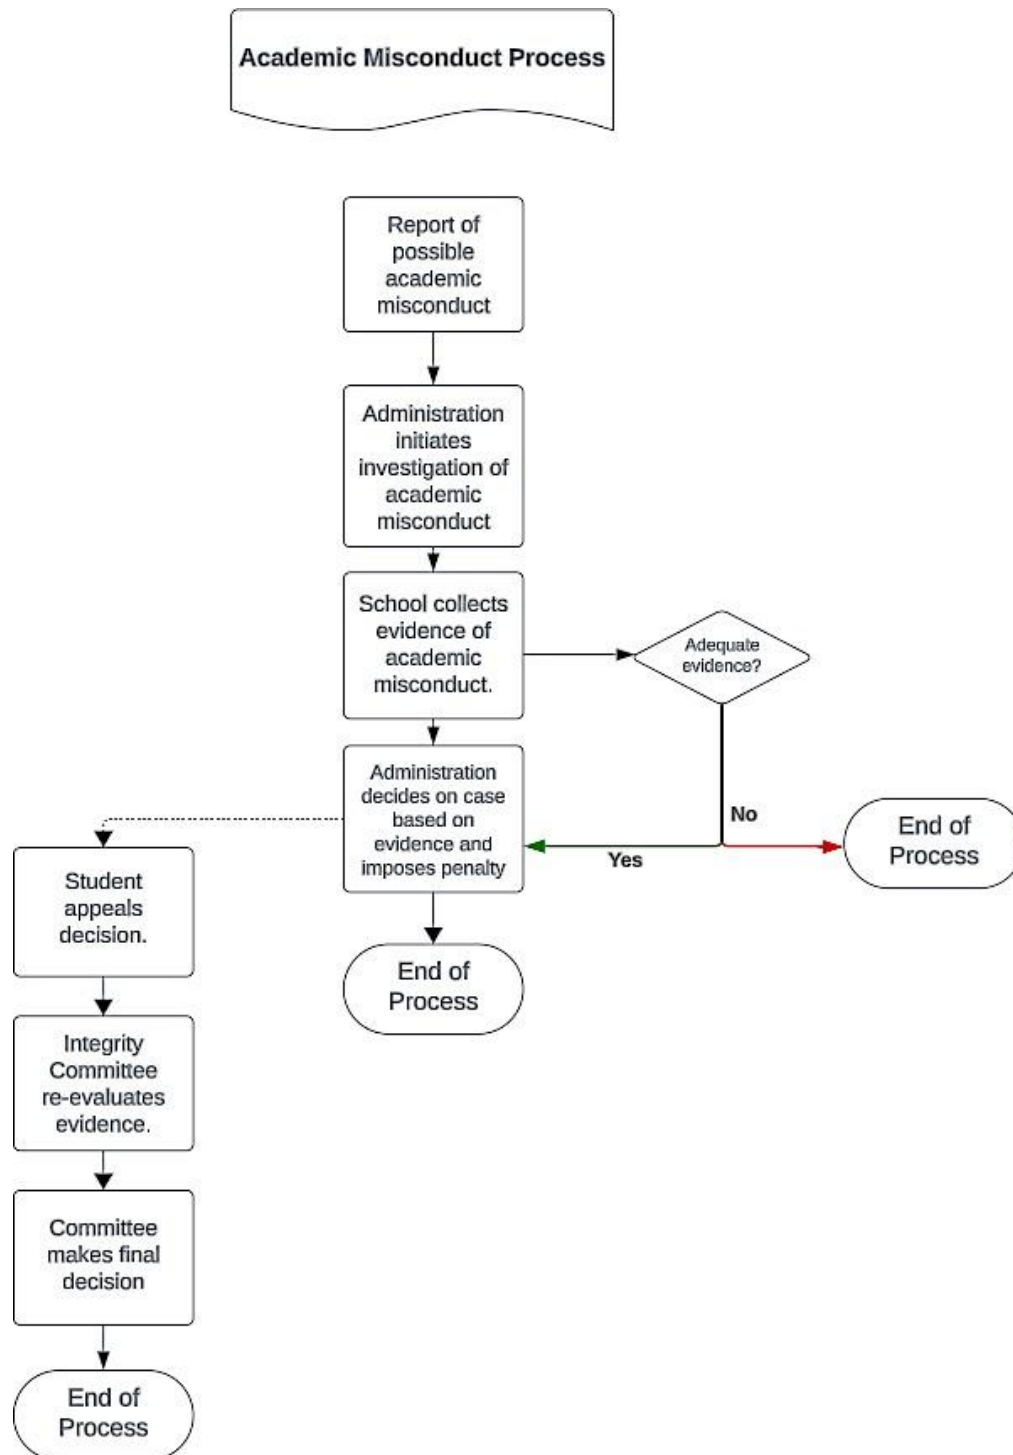 Academic Misconduct Process
Report of
possible
academic
misconduct
Administration
initiates
investigation of
academic
misconduct
School collects
evidence of
academic
misconduct.
Adequate
evidence?
Administration
decides on case
based on
evidence and
imposes penalty
No
Yes
End of
Process
Student
appeals
decision.
End of
Process
Integrity
Committee
re-evaluates
evidence.
Committee
makes final
decision
End of
Process